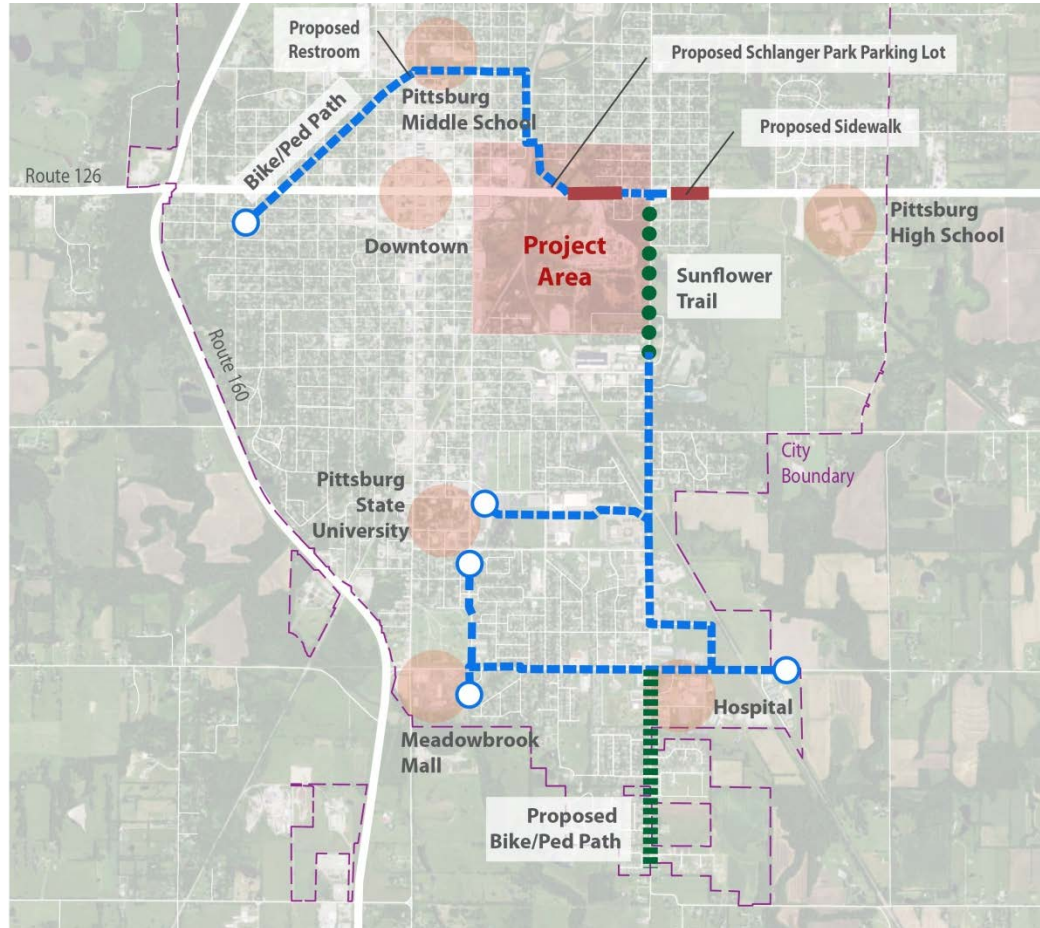 Proposed
Restroom
Proposed Schlanger Park Parking Lot
Pittsburg
Middle School
Bike/Ped Path
Proposed Sidewalk
Route 126
Downtown
Project
Area
Pittsburg
High School
Sunflower
Trail
Route 160
City
Boundary
Pittsburg
State
University
Hospital
Meadowbrook
Mall
Proposed
Bike/Ped Path